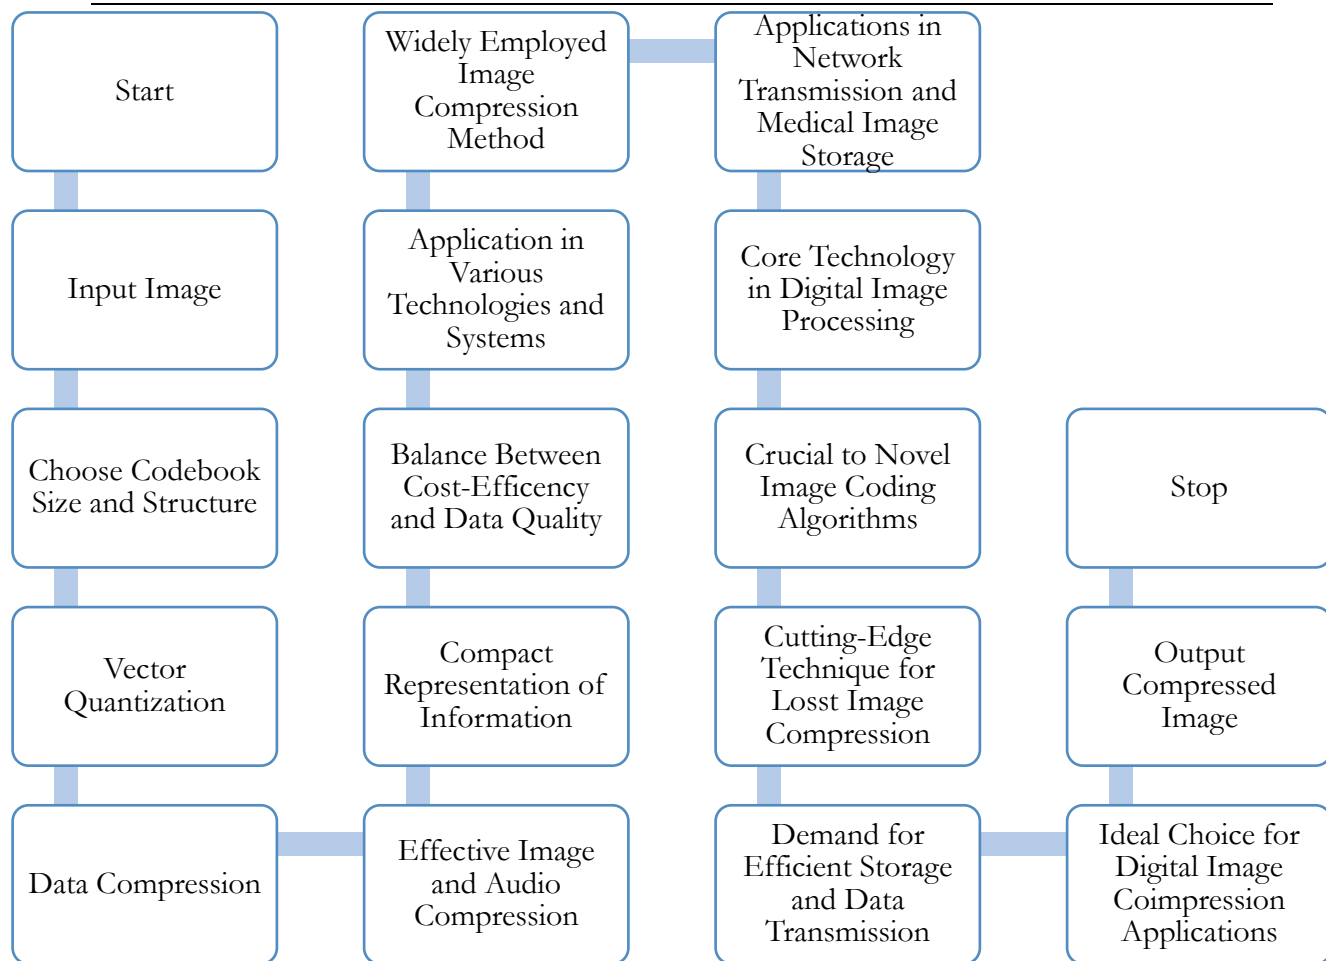 Start
Input Image
Choose Codebook
Size and Structure
Vector
Quantization
Data Compression
Effective Image
and Audio
Compression
Compact
Representation of
Information
Balance Between
Cost-Efficency
and Data Quality
Application in
Various
Technologies and
Systems
Widely Employed
Image
Compression
Method
Applications in
Network
Transmission and
Medical Image
Storage
Core Technology
in Digital Image
Processing
Crucial to Novel
Image Coding
Algorithms
Cutting-Edge
Technique for
Losst Image
Compression
Demand for
Efficient Storage
and Data
Transmission
Ideal Choice for
Digital Image
Coimpression
Applications
Output
Compressed
Image
Stop